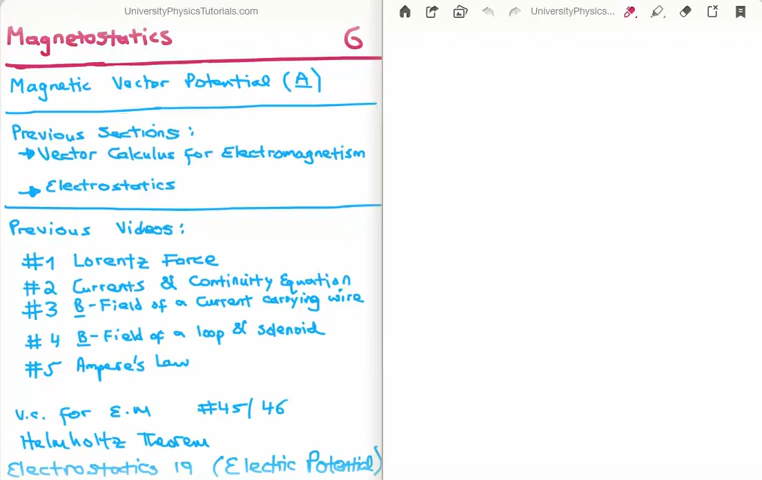 UniversityPhysicsTutorials.com
UniversityPhysics...
Magnetostatics 6
Magnetic Vector Potential (A)
Previous Sections:
→ Vector Calculus for Electromagnetism
→ Electrostatics
Previous Videos:
#1 Lorentz Force
#2 Currents & Continuity Equation
#3 B-Field of a Current carrying wire
#4 B-Field of a loop & solenoid
#5 Ampere's Law
V.C. for E.M #45/46
Helmholtz Theorem
Electrostatics 19 (Electric Potential)